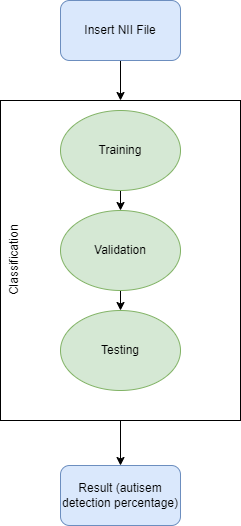 Insert NII File
Training
Classification
Validation
Testing
Result (autisem
detection percentage)